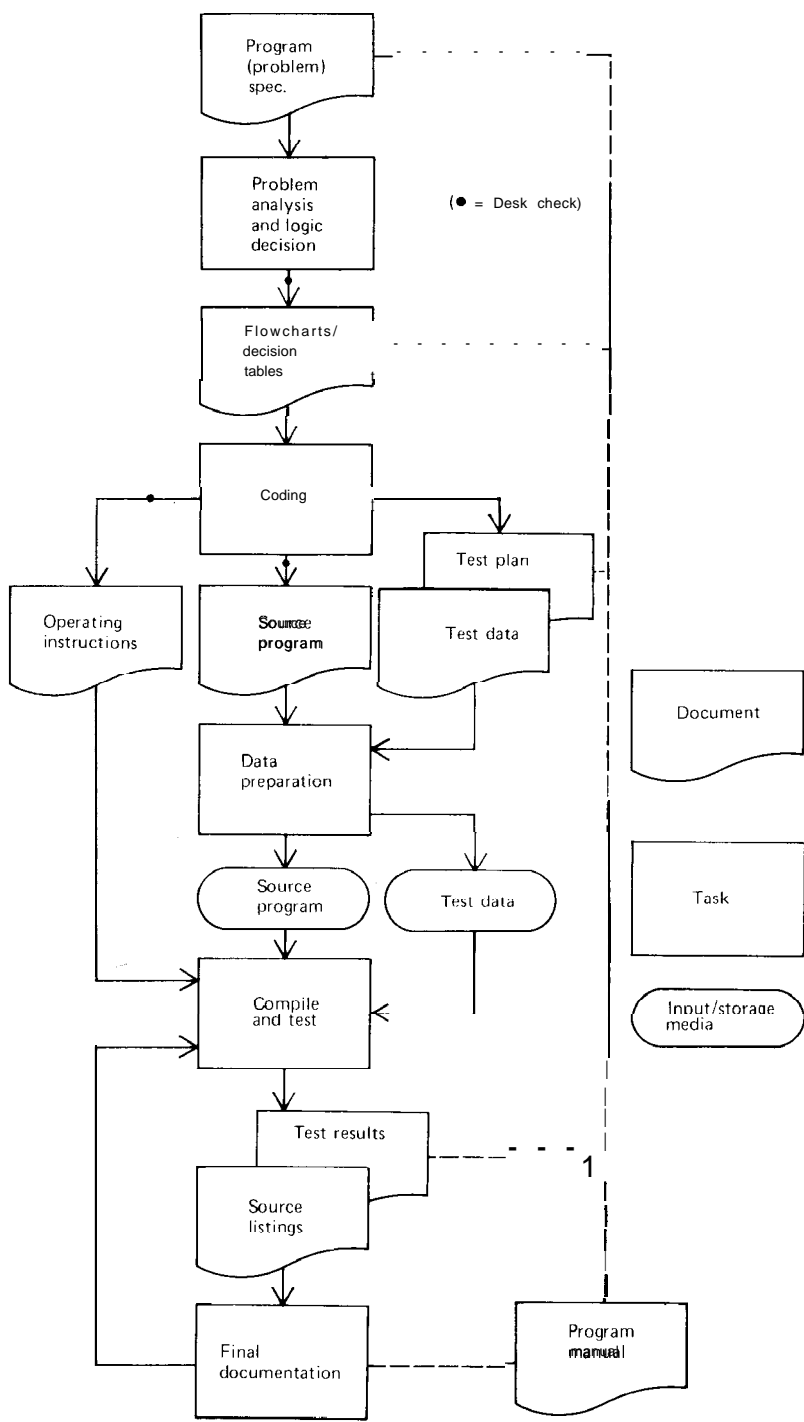 Program
(problem)
spec.
Problem
analysis
and logic
decision
(● = Desk check)
Flowcharts/
decision
tables
Coding
Test plan
Operating
instructions
Source
program
Test data
Document
Data
preparation
Source
program
Test data
Task
Input/storage
media
Compile
and test
Test results
1
Source
listings
Final
documentation
Program
manual